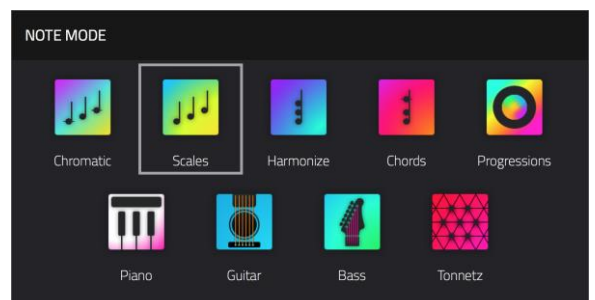 NOTE MODE
Chromatic Scales Harmonize Chords Progressions
Piano Guitar Bass Tonnetz